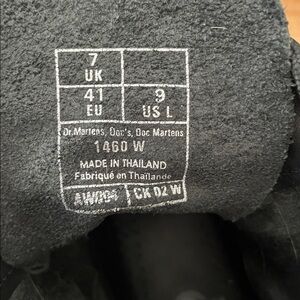 7
UK
41 9
EU US L
Dr.Martens, Doc's, Doc Martens
1460 W
MADE IN THAILAND
Fabriqué en Thaïlande
AW004 CK 02 W